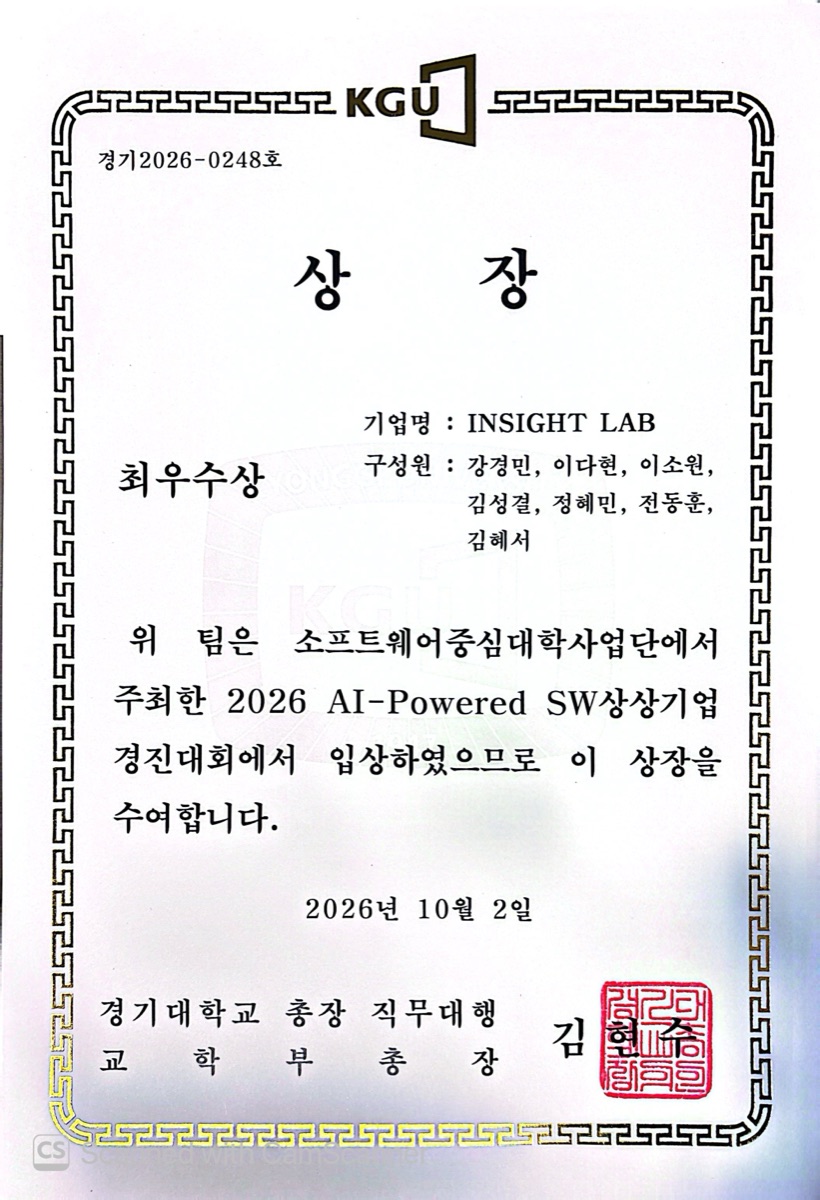 KGU
경기2026-0248호
상 장
최우수상
기업명 : INSIGHT LAB
구성원 : 강경민, 이다현, 이소원,
김성결, 정혜민, 전동훈,
김혜서
KGU
위 팀은 소프트웨어중심대학사업단에서
주최한 2026 AI-Powered SW상상기업
경진대회에서 입상하였으므로 이 상장을
수여합니다.
2026년 10월 2일
경기대학교 총장 직무대행
교 학 부 총 장
김현수
CS Scanned with CamScanner